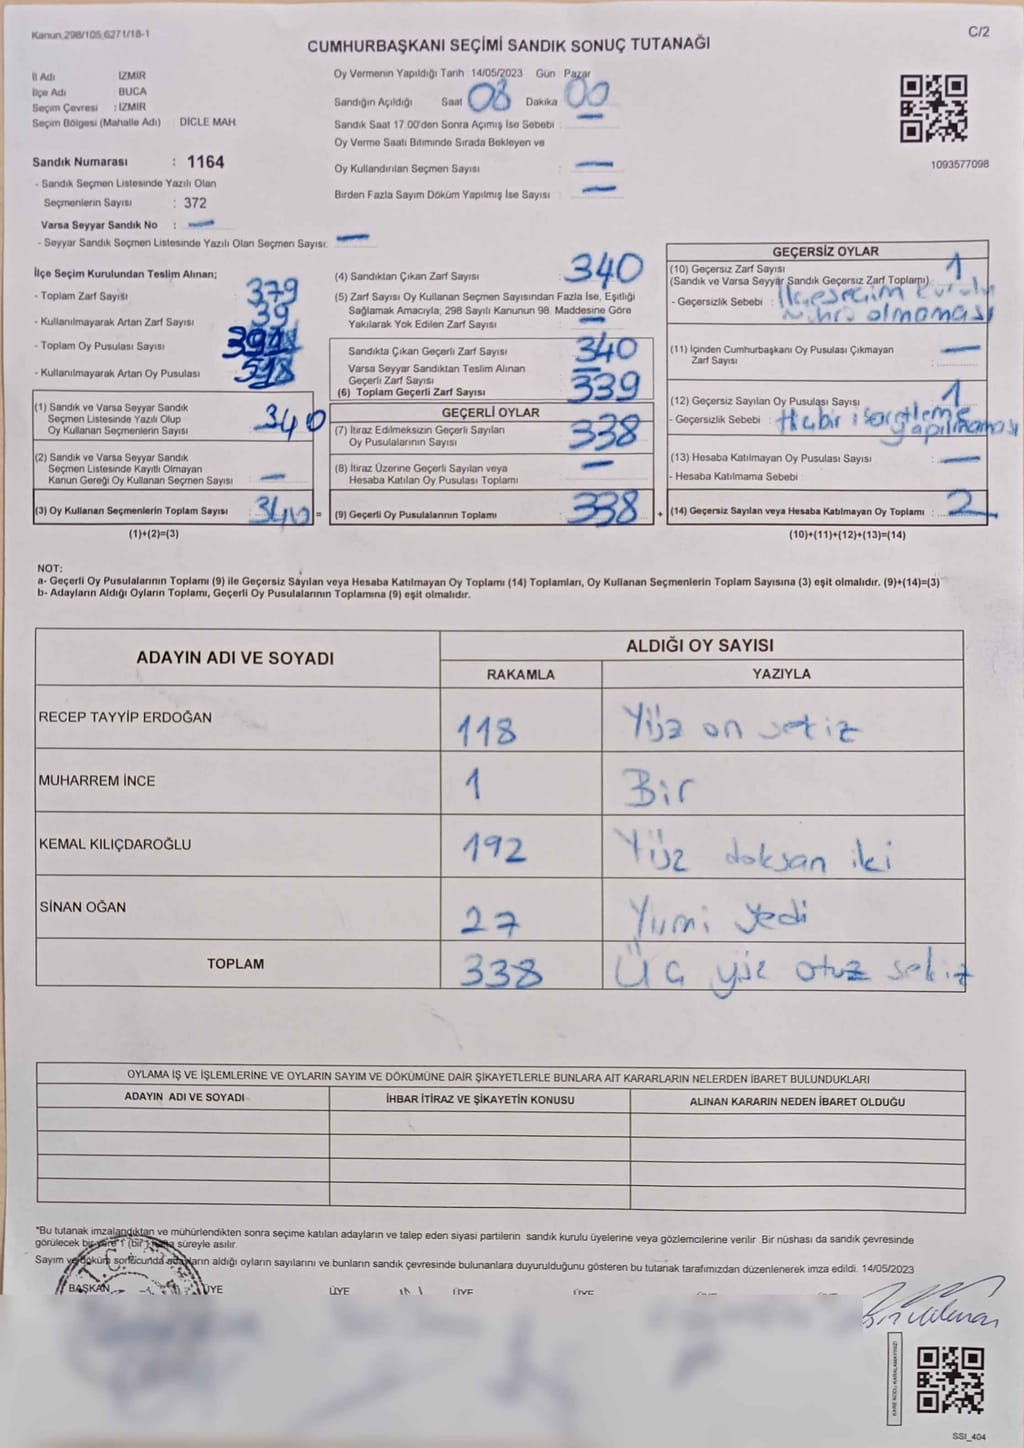 Kanun,298/105,6271/18-1
C/2
CUMHURBAŞKANI SEÇİMİ SANDIK SONUÇ TUTANAĞI
İl Adı İZMİR
İlçe Adı BUCA
Seçim Çevresi : İZMİR
Seçim Bölgesi (Mahalle Adı) : DİCLE MAH
Sandık Numarası : 1164
- Sandık Seçmen Listesinde Yazılı Olan
Seçmenlerin Sayısı : 372
Varsa Seyyar Sandık No : —
- Seyyar Sandık Seçmen Listesinde Yazılı Olan Seçmen Sayısı: —
Oy Vermenin Yapıldığı Tarih 14/05/2023 Gün Pazar
Sandığın Açıldığı Saat 08 Dakika 00
Sandık Saat 17.00'den Sonra Açımış İse Sebebi : —
Oy Verme Saati Bitiminde Sırada Bekleyen ve
Oy Kullandırılan Seçmen Sayısı : —
Birden Fazla Sayım Döküm Yapılmış İse Sayısı : —
1093577098
İlçe Seçim Kurulundan Teslim Alınan;
- Toplam Zarf Sayısı : 379
- Kullanılmayarak Artan Zarf Sayısı : 39
- Toplam Oy Pusulası Sayısı :
- Kullanılmayarak Artan Oy Pusulası :
(1) Sandık ve Varsa Seyyar Sandık
Seçmen Listesinde Yazılı Olup
Oy Kullanan Seçmenlerin Sayısı : 340
(2) Sandık ve Varsa Seyyar Sandık
Seçmen Listesinde Kayıtlı Olmayan
Kanun Gereği Oy Kullanan Seçmen Sayısı : —
(3) Oy Kullanan Seçmenlerin Toplam Sayısı : 340 =
(1)+(2)=(3)
(4) Sandıktan Çıkan Zarf Sayısı : 340
(5) Zarf Sayısı Oy Kullanan Seçmen Sayısından Fazla İse, Eşitliği
Sağlamak Amacıyla, 298 Sayılı Kanunun 98. Maddesine Göre
Yakılarak Yok Edilen Zarf Sayısı : —
Sandıkta Çıkan Geçerli Zarf Sayısı : 340
Varsa Seyyar Sandıktan Teslim Alınan
Geçerli Zarf Sayısı : —
(6) Toplam Geçerli Zarf Sayısı : 339
GEÇERLİ OYLAR
(7) İtiraz Edilmeksizin Geçerli Sayılan
Oy Pusulalarının Sayısı : 338
(8) İtiraz Üzerine Geçerli Sayılan veya
Hesaba Katılan Oy Pusulası Toplamı : —
(9) Geçerli Oy Pusulalarının Toplamı : 338 +
GEÇERSİZ OYLAR
(10) Geçersiz Zarf Sayısı
(Sandık ve Varsa Seyyar Sandık Geçersiz Zarf Toplamı) : 1
- Geçersizlik Sebebi : İlçe seçim kurulu
mührü olmaması
(11) İçinden Cumhurbaşkanı Oy Pusulası Çıkmayan
Zarf Sayısı : —
(12) Geçersiz Sayılan Oy Pusulası Sayısı : 1
- Geçersizlik Sebebi : Hiçbir işaretleme
yapılmaması
(13) Hesaba Katılmayan Oy Pusulası Sayısı : —
- Hesaba Katılmama Sebebi :
(14) Geçersiz Sayılan veya Hesaba Katılmayan Oy Toplamı : 2
(10)+(11)+(12)+(13)=(14)
NOT:
a- Geçerli Oy Pusulalarının Toplamı (9) ile Geçersiz Sayılan veya Hesaba Katılmayan Oy Toplamı (14) Toplamları, Oy Kullanan Seçmenlerin Toplam Sayısına (3) eşit olmalıdır. (9)+(14)=(3)
b- Adayların Aldığı Oyların Toplamı, Geçerli Oy Pusulalarının Toplamına (9) eşit olmalıdır.
ADAYIN ADI VE SOYADI
ALDIĞI OY SAYISI
RAKAMLA YAZIYLA
RECEP TAYYİP ERDOĞAN 118 Yüz on sekiz
MUHARREM İNCE 1 Bir
KEMAL KILIÇDAROĞLU 192 Yüz doksan iki
SİNAN OĞAN 27 Yirmi yedi
TOPLAM 338 Üç yüz otuz sekiz
OYLAMA İŞ VE İŞLEMLERİNE VE OYLARIN SAYIM VE DÖKÜMÜNE DAİR ŞİKAYETLERLE BUNLARA AİT KARARLARIN NELERDEN İBARET BULUNDUKLARI
ADAYIN ADI VE SOYADI İHBAR İTİRAZ VE ŞİKAYETİN KONUSU ALINAN KARARIN NEDEN İBARET OLDUĞU
*Bu tutanak imzalandıktan ve mühürlendikten sonra seçime katılan adayların ve talep eden siyasi partilerin sandık kurulu üyelerine veya gözlemcilerine verilir. Bir nüshası da sandık çevresinde
görülecek bir yere 1 (bir) hafta süreyle asılır.
Sayım ve döküm sonucunda adayların aldığı oyların sayılarını ve bunların sandık çevresinde bulunanlara duyurulduğunu gösteren bu tutanak tarafımızdan düzenlenerek imza edildi. 14/05/2023
T.C.
BAŞKAN ÜYE ÜYE ÜYE ÜYE
KARE KODU KARALAMAYINIZ!
SSI_404